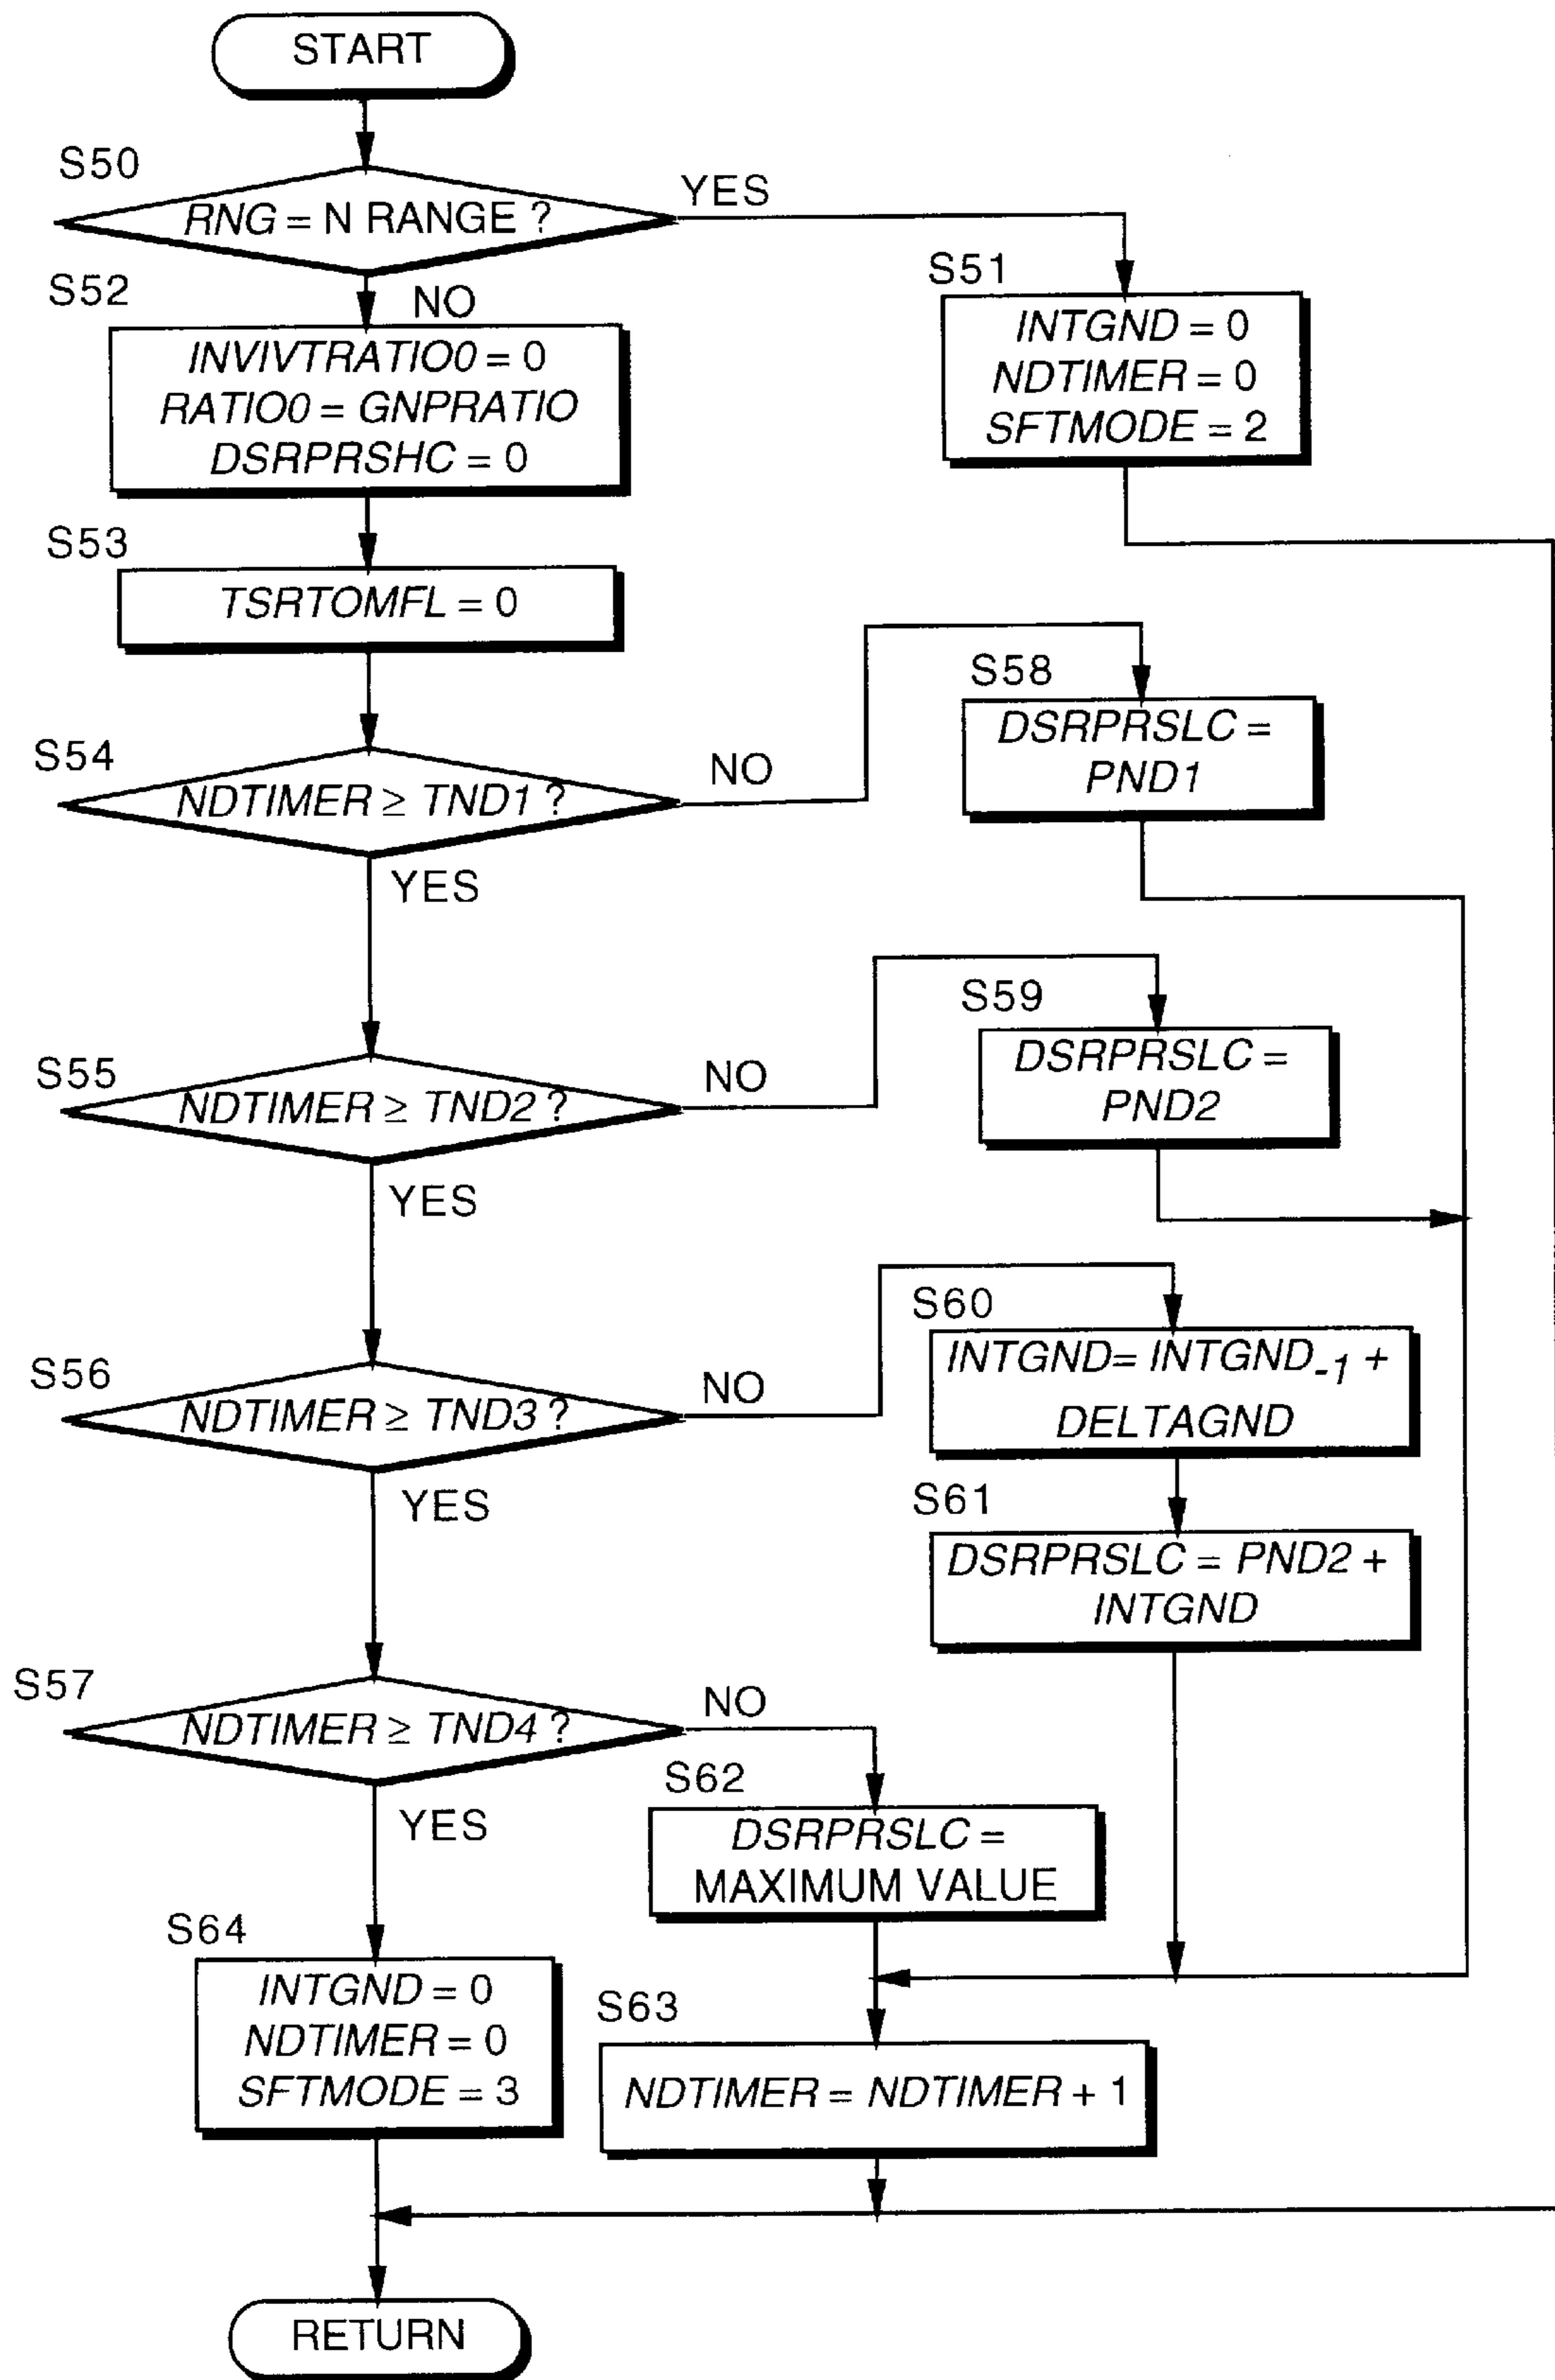 START
S50
RNG = N RANGE ?
YES
S52
NO
INVIVTRATIO0 = 0
RATIO0 = GNPRATIO
DSRPRSHC = 0
S51
INTGND = 0
NDTIMER = 0
SFTMODE = 2
S53
TSRTOMFL = 0
S54
NDTIMER ≥ TND1 ?
NO
YES
S58
DSRPRSLC =
PND1
S55
NDTIMER ≥ TND2 ?
NO
YES
S59
DSRPRSLC =
PND2
S56
NDTIMER ≥ TND3 ?
NO
YES
S60
INTGND= INTGND-1 +
DELTAGND
S61
DSRPRSLC = PND2 +
INTGND
S57
NDTIMER ≥ TND4 ?
NO
YES
S62
DSRPRSLC =
MAXIMUM VALUE
S64
INTGND = 0
NDTIMER = 0
SFTMODE = 3
S63
NDTIMER = NDTIMER + 1
RETURN